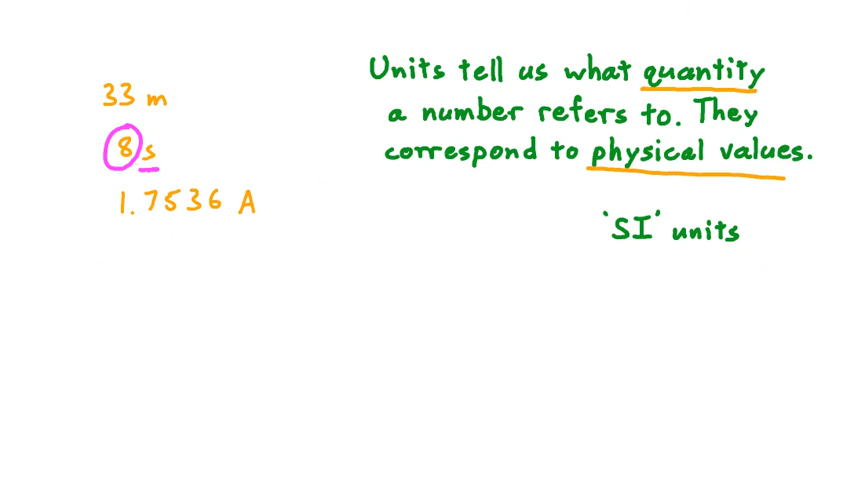 33 m
8 s
1.7536 A
Units tell us what quantity
a number refers to. They
correspond to physical values.
'SI' units